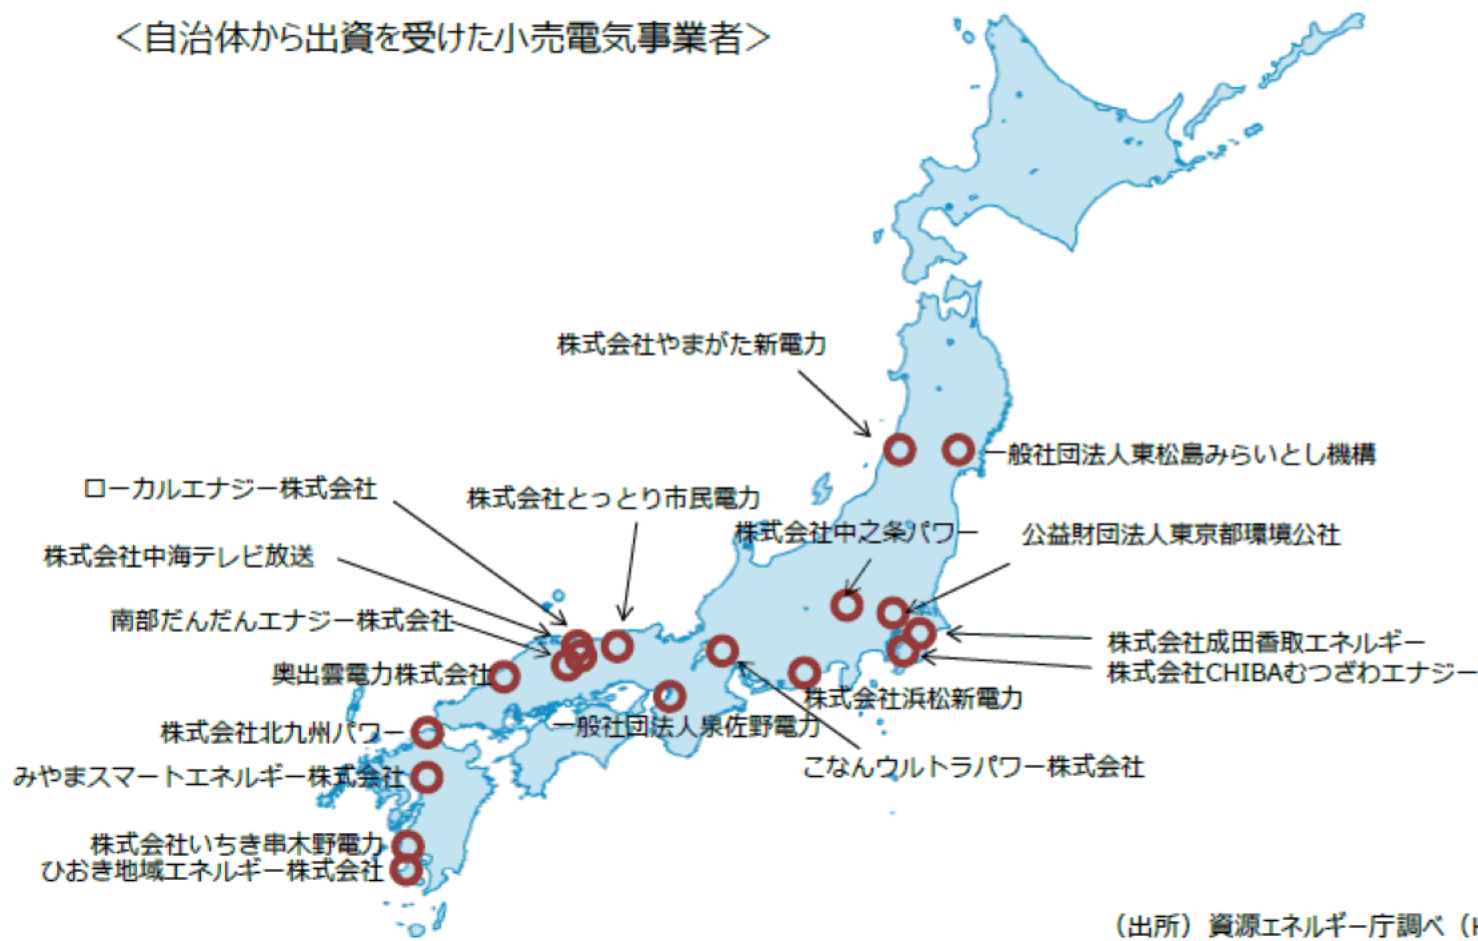 ＜自治体から出資を受けた小売電気事業者＞
株式会社やまがた新電力
一般社団法人東松島みらいとし機構
ローカルエナジー株式会社
株式会社とっとり市民電力
株式会社中之条パワー
公益財団法人東京都環境公社
株式会社中海テレビ放送
南部だんだんエナジー株式会社
株式会社成田香取エネルギー
奥出雲電力株式会社
株式会社CHIBAむつざわエナジー
株式会社浜松新電力
一般社団法人泉佐野電力
株式会社北九州パワー
こなんウルトラパワー株式会社
みやまスマートエネルギー株式会社
株式会社いちき串木野電力
ひおき地域エネルギー株式会社
（出所）資源エネルギー庁調べ（